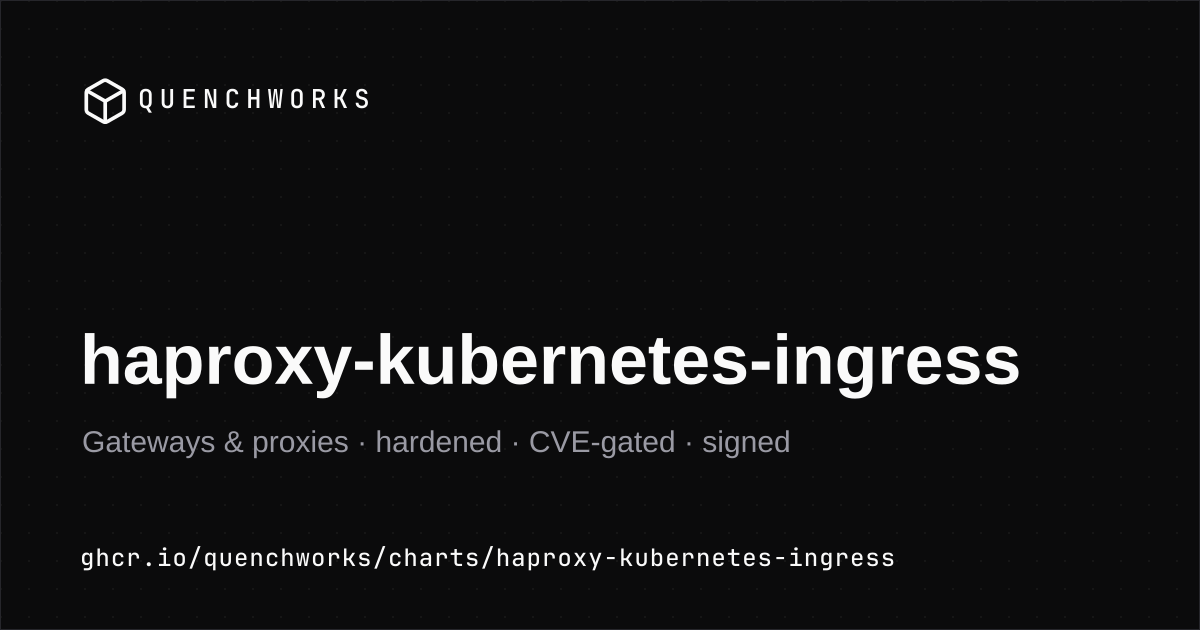 QUENCHWORKS
haproxy-kubernetes-ingress
Gateways & proxies · hardened · CVE-gated · signed
ghcr.io/quenchworks/charts/haproxy-kubernetes-ingress